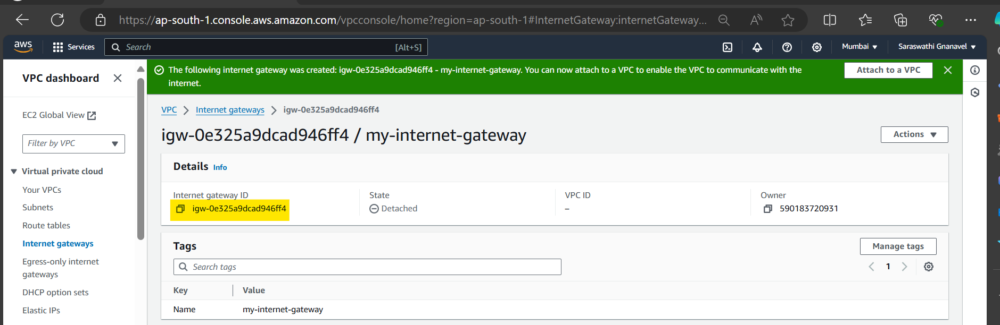 https://ap-south-1.console.aws.amazon.com/vpcconsole/home?region=ap-south-1#InternetGateway:internetGateway...
aws Services Search [Alt+S] Mumbai Saraswathi Gnanavel
VPC dashboard
EC2 Global View
Filter by VPC
Virtual private cloud
Your VPCs
Subnets
Route tables
Internet gateways
Egress-only internet
gateways
DHCP option sets
Elastic IPs
The following internet gateway was created: igw-0e325a9dcad946ff4 - my-internet-gateway. You can now attach to a VPC to enable the VPC to communicate with the
internet.
Attach to a VPC
VPC Internet gateways igw-0e325a9dcad946ff4
igw-0e325a9dcad946ff4 / my-internet-gateway
Actions
Details Info
Internet gateway ID
igw-0e325a9dcad946ff4
State
Detached
VPC ID
–
Owner
590183720931
Tags
Manage tags
Search tags
1
Key Value
Name my-internet-gateway